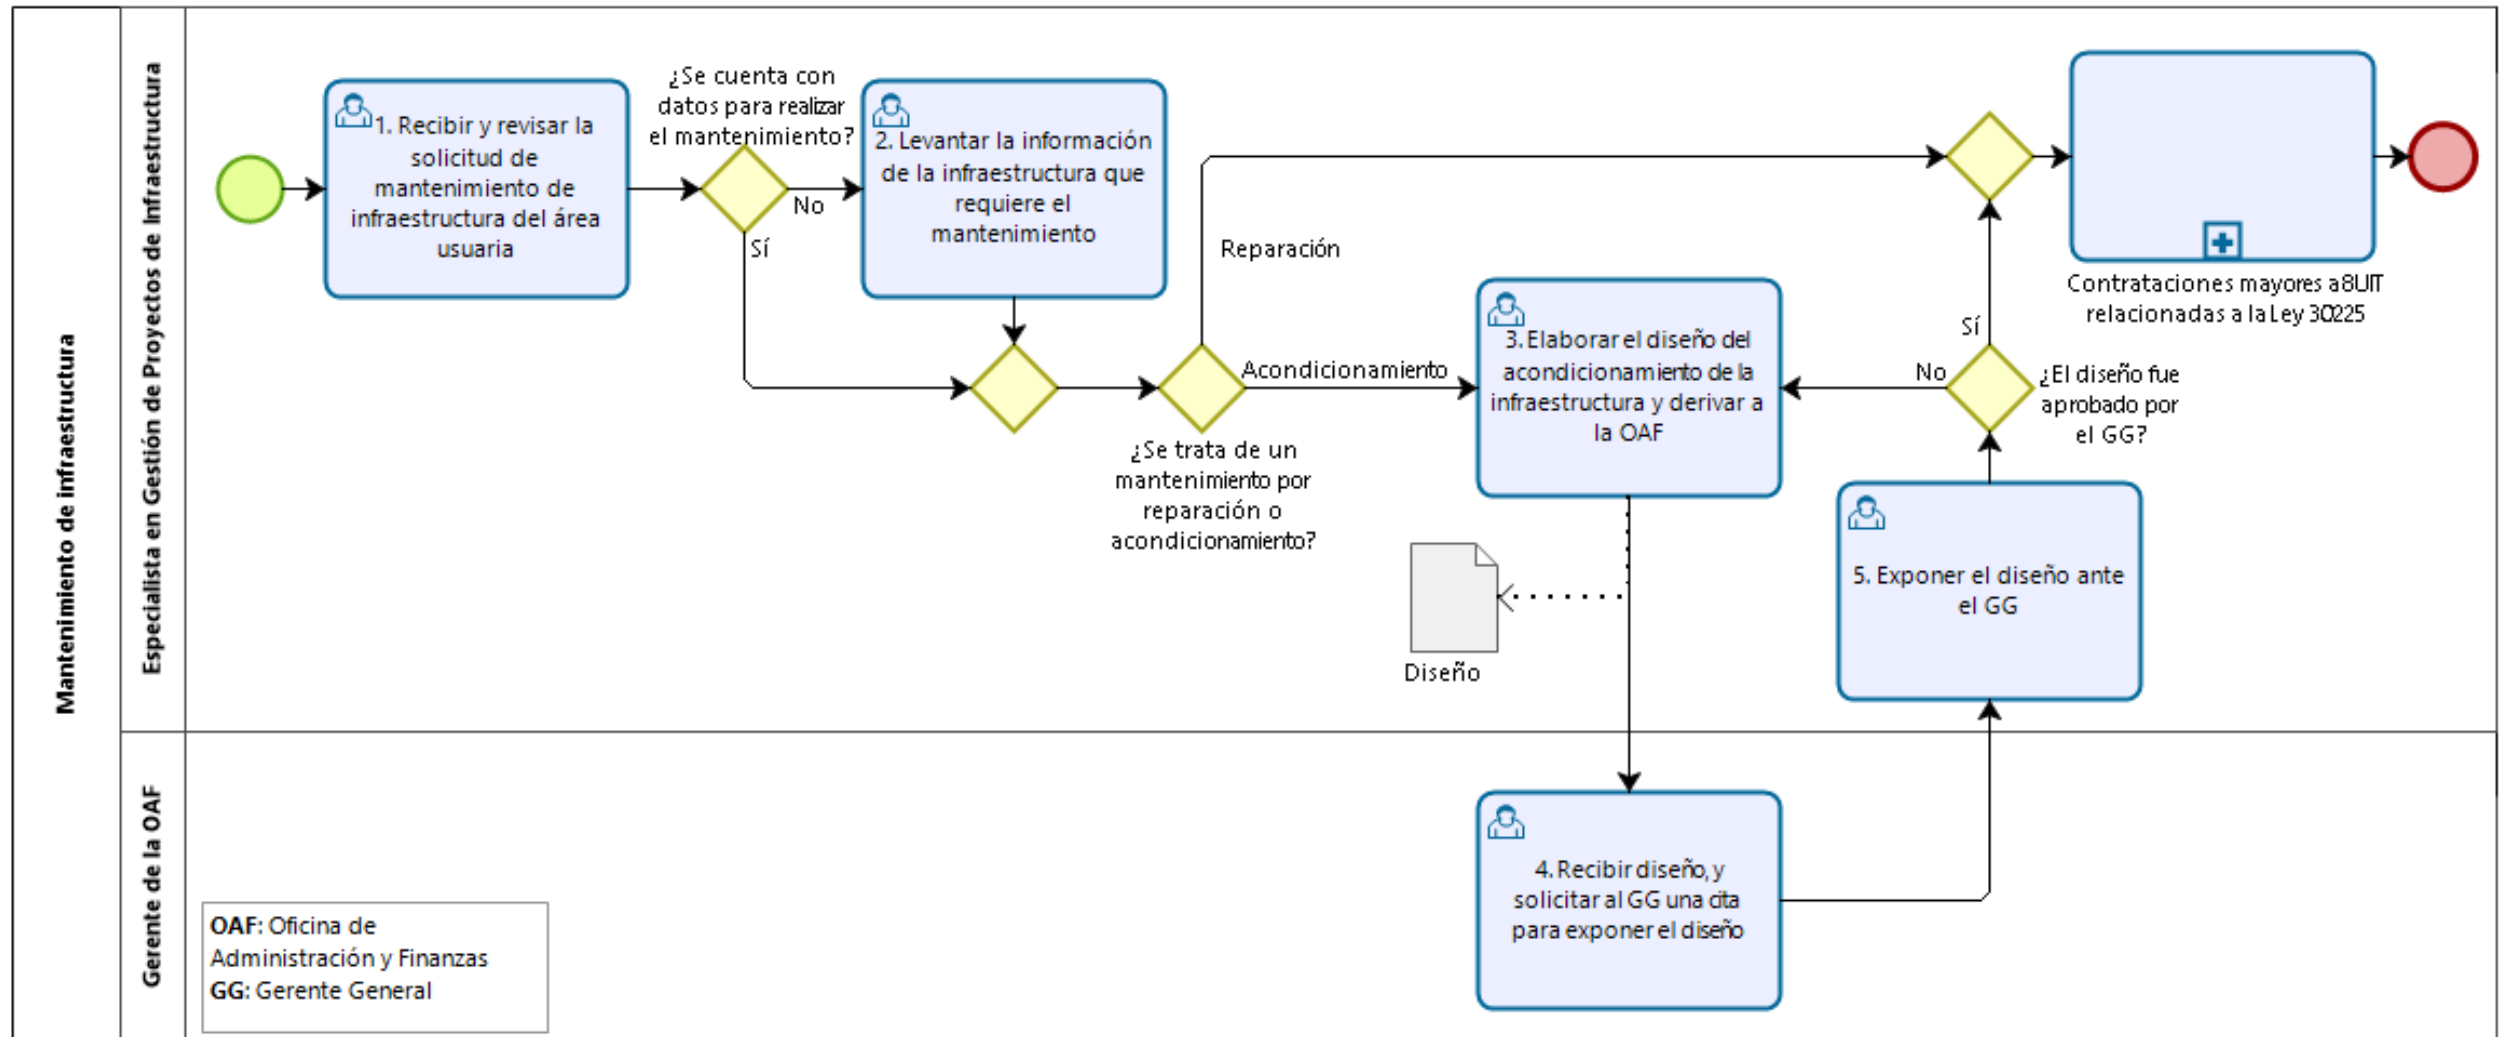 Mantenimiento de infraestructura
Especialista en Gestión de Proyectos de Infraestructura
1. Recibir y revisar la
solicitud de
mantenimiento de
infraestructura del área
usuaria
¿Se cuenta con
datos para realizar
el mantenimiento?
No
Sí
2. Levantar la información
de la infraestructura que
requiere el
mantenimiento
¿Se trata de un
mantenimiento por
reparación o
acondicionamiento?
Reparación
Acondicionamiento
3. Elaborar el diseño del
acondicionamiento de la
infraestructura y derivar a
la OAF
Diseño
5. Exponer el diseño ante
el GG
¿El diseño fue
aprobado por
el GG?
No
Sí
Contrataciones mayores a 8UIT
relacionadas a la Ley 30225
Gerente de la OAF
4. Recibir diseño, y
solicitar al GG una cita
para exponer el diseño
OAF: Oficina de
Administración y Finanzas
GG: Gerente General